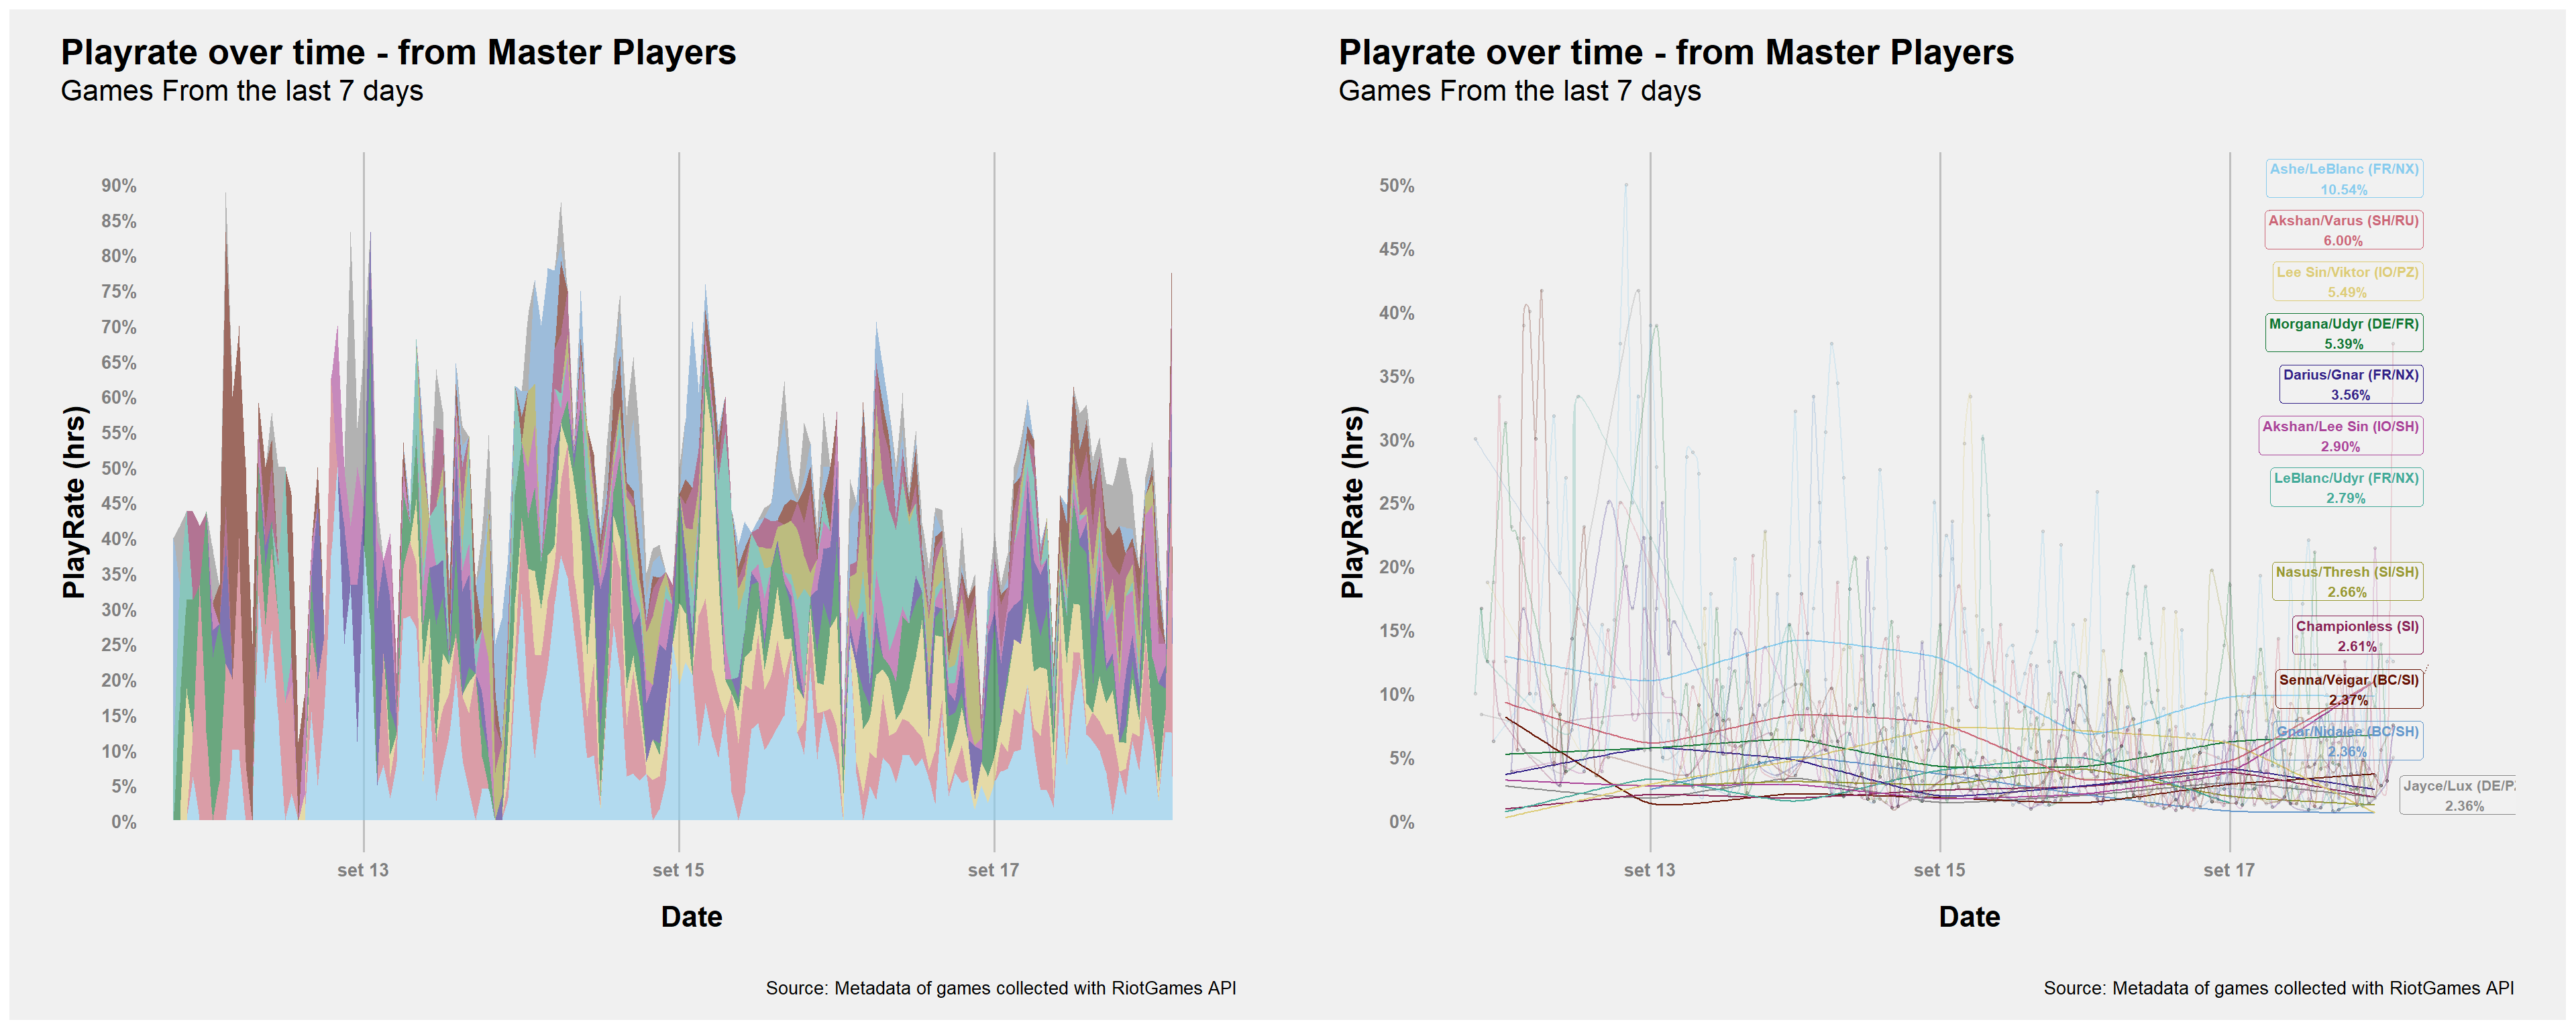 Playrate over time - from Master Players
Games From the last 7 days
PlayRate (hrs)
90%
85%
80%
75%
70%
65%
60%
55%
50%
45%
40%
35%
30%
25%
20%
15%
10%
5%
0%
set 13
set 15
set 17
Date
Source: Metadata of games collected with RiotGames API
Playrate over time - from Master Players
Games From the last 7 days
PlayRate (hrs)
50%
45%
40%
35%
30%
25%
20%
15%
10%
5%
0%
Ashe/LeBlanc (FR/NX)
10.54%
Akshan/Varus (SH/RU)
6.00%
Lee Sin/Viktor (IO/PZ)
5.49%
Morgana/Udyr (DE/FR)
5.39%
Darius/Gnar (FR/NX)
3.56%
Akshan/Lee Sin (IO/SH)
2.90%
LeBlanc/Udyr (FR/NX)
2.79%
Nasus/Thresh (SI/SH)
2.66%
Championless (SI)
2.61%
Senna/Veigar (BC/SI)
2.37%
Gnar/Nidalee (BC/SH)
2.36%
Jayce/Lux (DE/P
2.36%
set 13
set 15
set 17
Date
Source: Metadata of games collected with RiotGames API